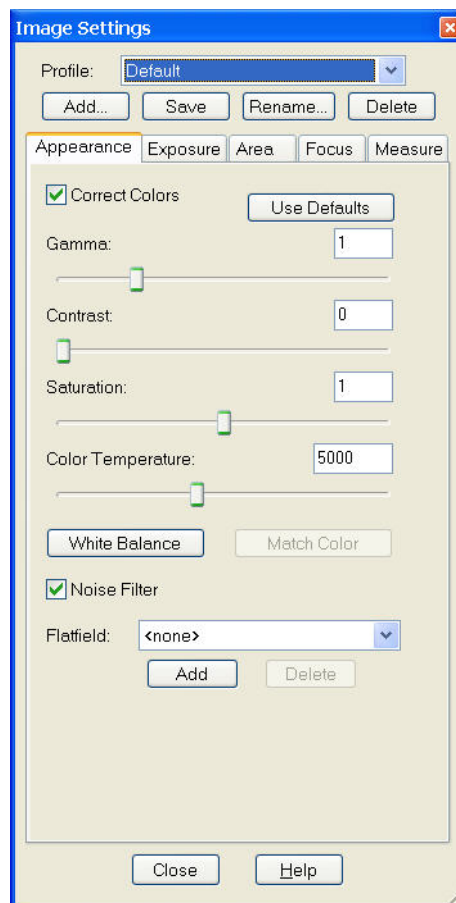 Image Settings
Profile: Default
Add... Save Rename... Delete
Appearance Exposure Area Focus Measure
Correct Colors Use Defaults
Gamma: 1
Contrast: 0
Saturation: 1
Color Temperature: 5000
White Balance Match Color
Noise Filter
Flatfield: <none>
Add Delete
Close Help